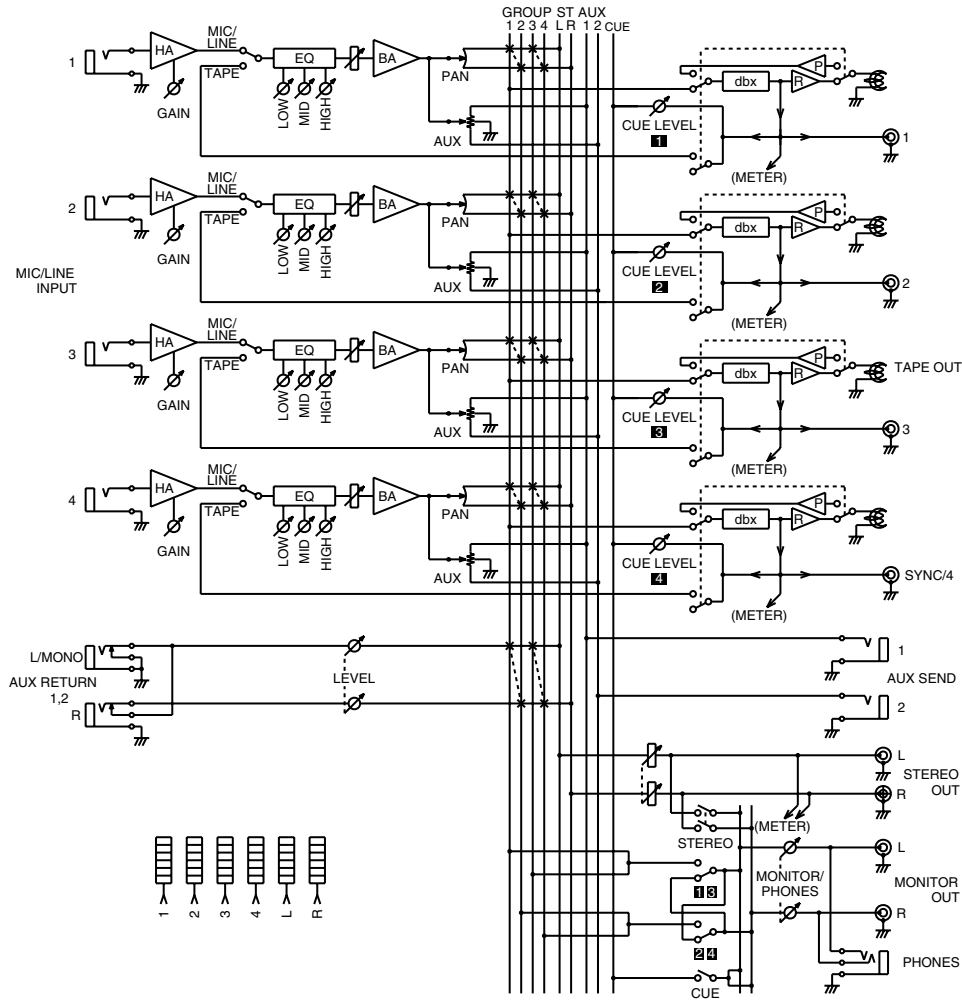 GROUP ST AUX
1 2 3 4 L R 1 2 CUE
MIC/
LINE
1
HA
TAPE
GAIN
EQ
LOW
MID
HIGH
BA
PAN
AUX
CUE LEVEL
1
dbx
P
R
(METER)
1
MIC/
LINE
2
HA
TAPE
GAIN
EQ
LOW
MID
HIGH
BA
PAN
AUX
CUE LEVEL
2
dbx
P
R
(METER)
2
MIC/LINE
INPUT
MIC/
LINE
3
HA
TAPE
GAIN
EQ
LOW
MID
HIGH
BA
PAN
AUX
CUE LEVEL
3
dbx
P
R
(METER)
TAPE OUT
3
MIC/
LINE
4
HA
TAPE
GAIN
EQ
LOW
MID
HIGH
BA
PAN
AUX
CUE LEVEL
4
dbx
P
R
(METER)
SYNC/4
L/MONO
AUX RETURN
1,2
R
LEVEL
1
AUX SEND
2
L
STEREO
OUT
R
(METER)
STEREO
L
MONITOR/
PHONES
MONITOR
OUT
1 3
R
2 4
PHONES
CUE
1
2
3
4
L
R